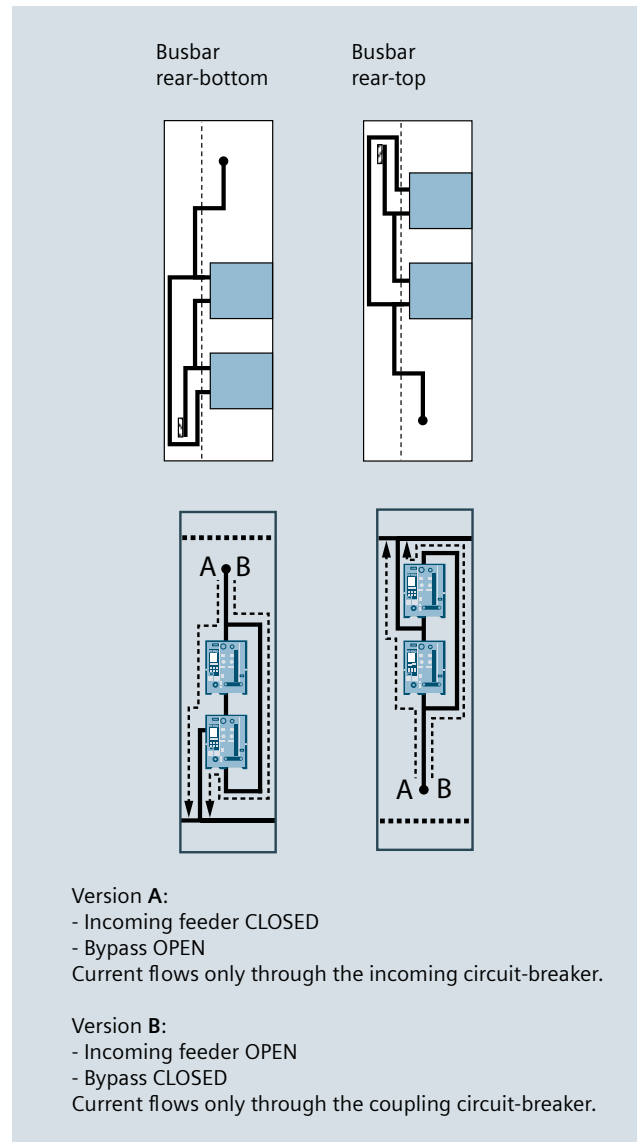 Busbar
rear-bottom
Busbar
rear-top
A B
A B
Version A:
- Incoming feeder CLOSED
- Bypass OPEN
Current flows only through the incoming circuit-breaker.
Version B:
- Incoming feeder OPEN
- Bypass CLOSED
Current flows only through the coupling circuit-breaker.